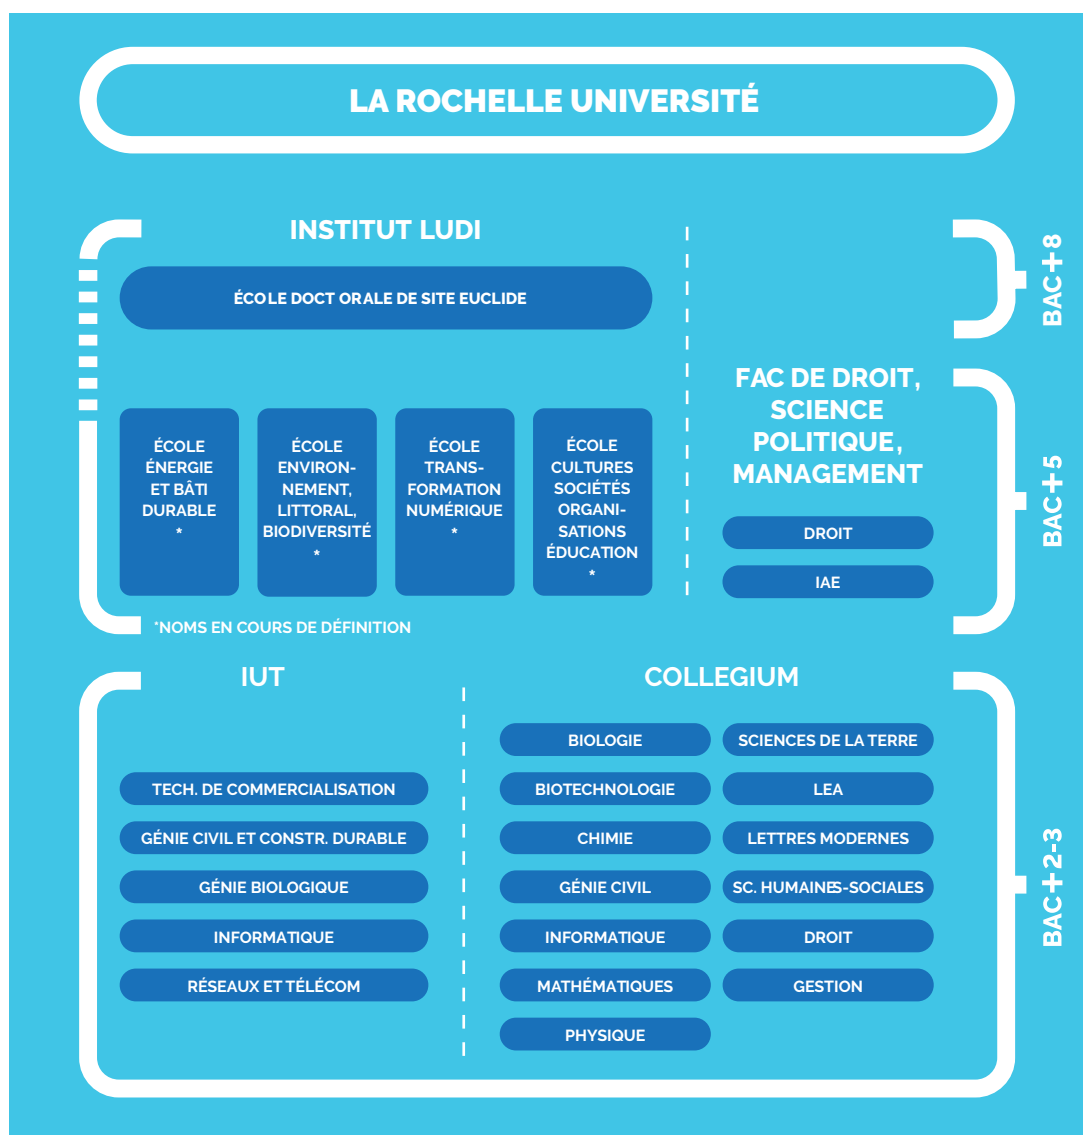 LA ROCHELLE UNIVERSITÉ
INSTITUT LUDI
ÉCOLE DOCTORALE DE SITE EUCLIDE
ÉCOLE
ÉNERGIE
ET BÂTI
DURABLE
*
ÉCOLE
ENVIRON-
NEMENT,
LITTORAL,
BIODIVERSITÉ
*
ÉCOLE
TRANS-
FORMATION
NUMÉRIQUE
*
ÉCOLE
CULTURES
SOCIÉTÉS
ORGANI-
SATIONS
ÉDUCATION
*
*NOMS EN COURS DE DÉFINITION
FAC DE DROIT,
SCIENCE
POLITIQUE,
MANAGEMENT
DROIT
IAE
BAC+8
BAC+5
IUT
TECH. DE COMMERCIALISATION
GÉNIE CIVIL ET CONSTR. DURABLE
GÉNIE BIOLOGIQUE
INFORMATIQUE
RÉSEAUX ET TÉLÉCOM
COLLEGIUM
BIOLOGIE
BIOTECHNOLOGIE
CHIMIE
GÉNIE CIVIL
INFORMATIQUE
MATHÉMATIQUES
PHYSIQUE
SCIENCES DE LA TERRE
LEA
LETTRES MODERNES
SC. HUMAINES-SOCIALES
DROIT
GESTION
BAC+2-3